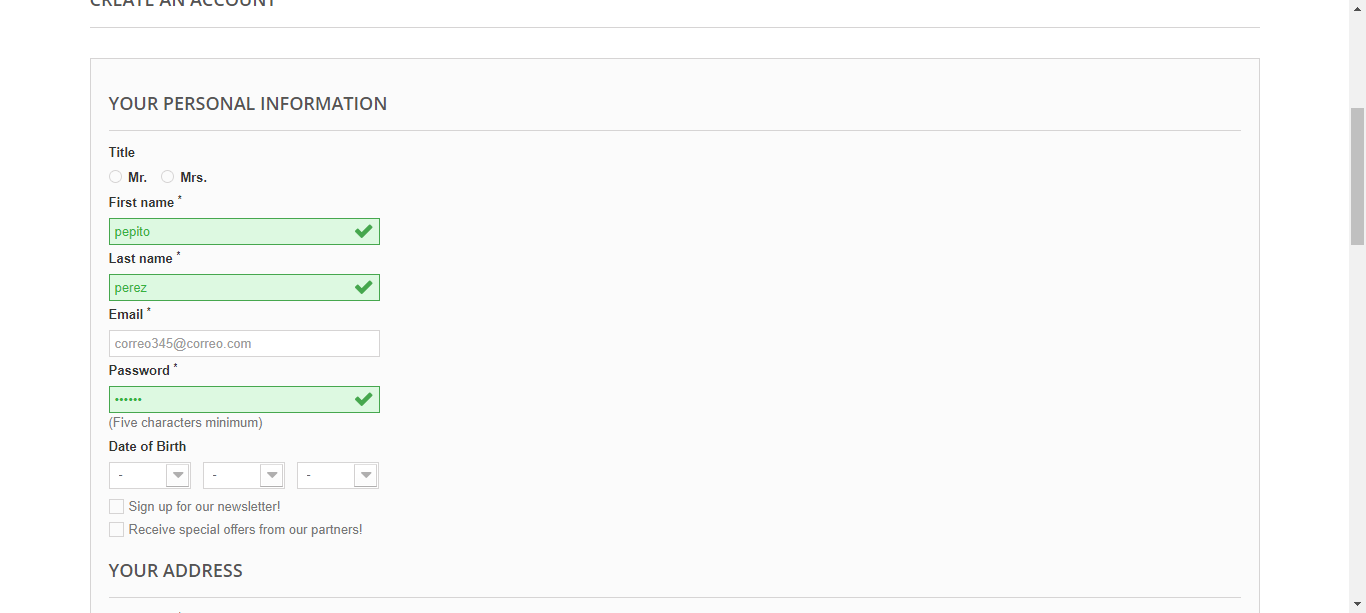 CREATE AN ACCOUNT
YOUR PERSONAL INFORMATION
Title
Mr. Mrs.
First name *
pepito
Last name *
perez
Email *
correo345@correo.com
Password *
••••••
(Five characters minimum)
Date of Birth
- - -
Sign up for our newsletter!
Receive special offers from our partners!
YOUR ADDRESS